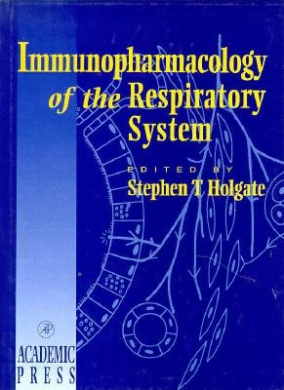 Immunopharmacology
of the Respiratory
System
EDITED BY
Stephen T Holgate
ACADEMIC
PRESS